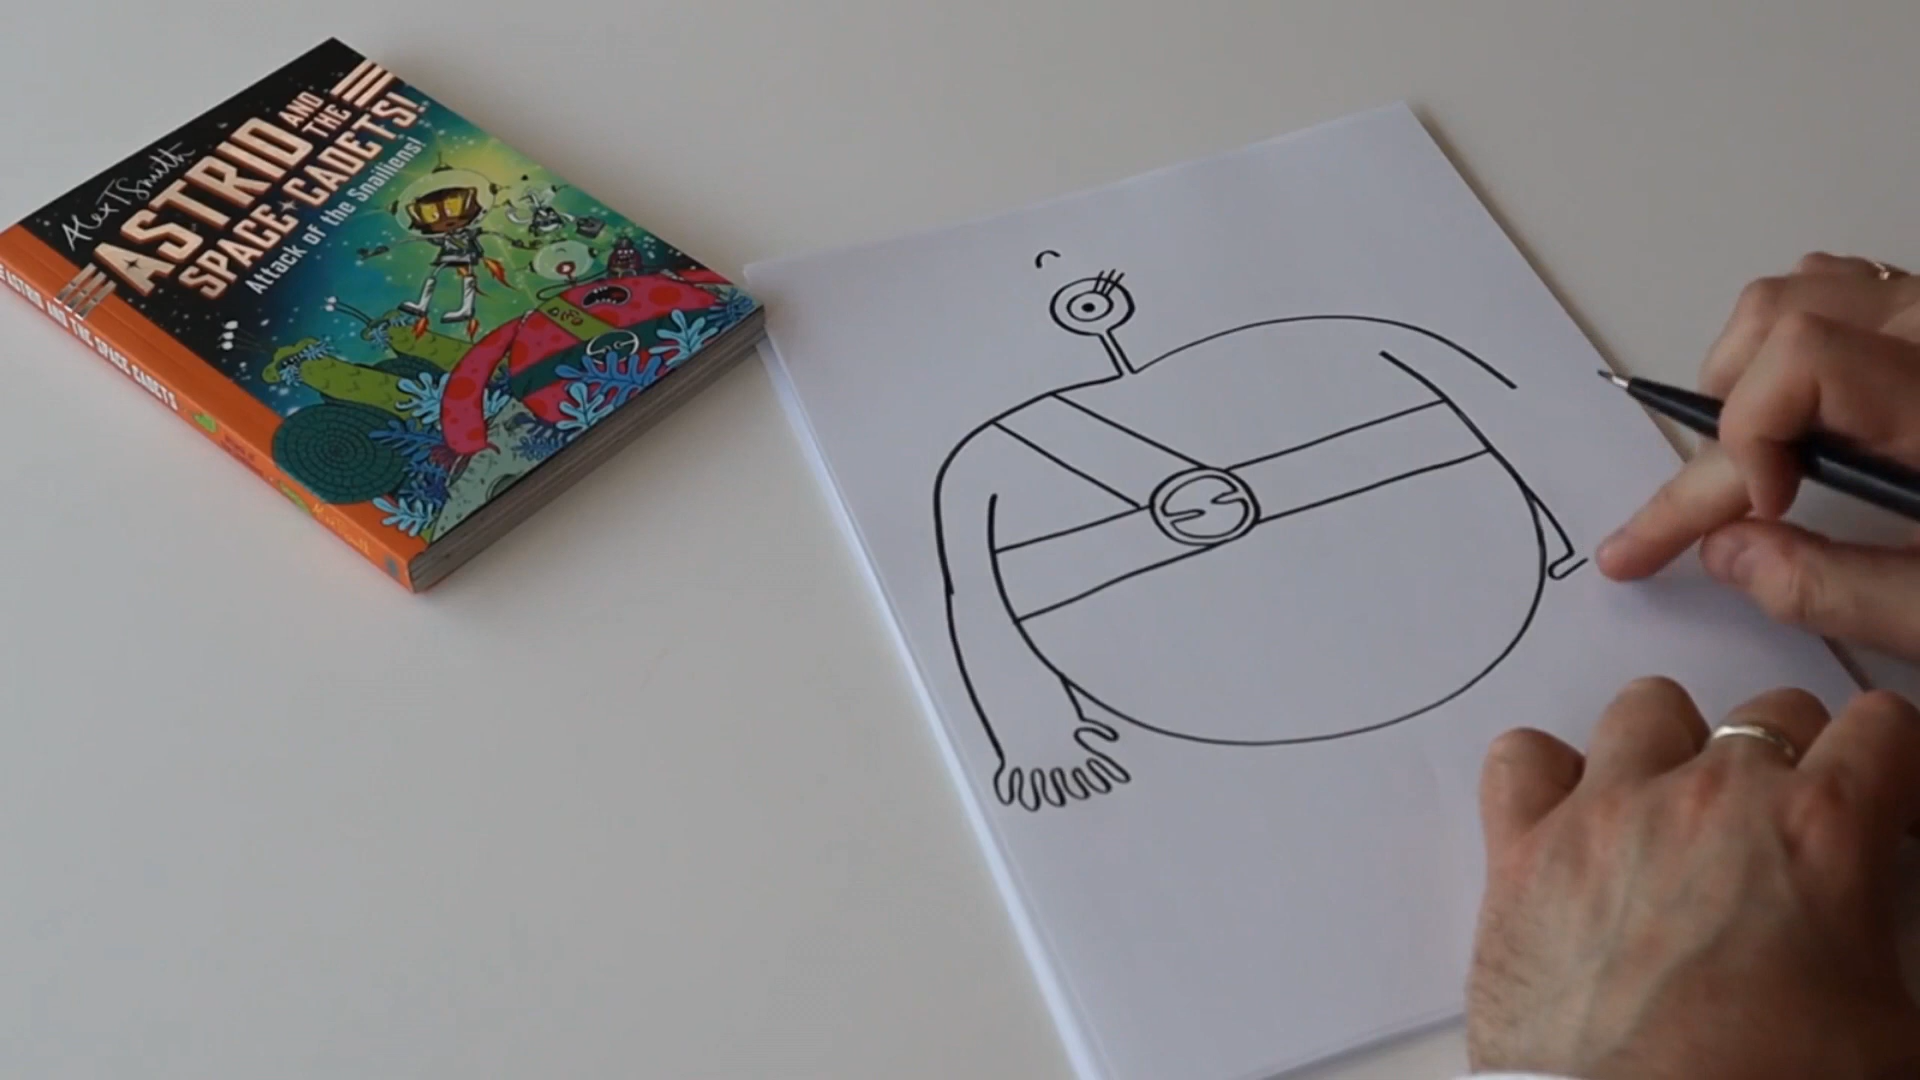 Alex T. Smith
ASTRID AND THE
SPACE CADETS!
Attack of the Snailiens!
ASTRID AND THE SPACE CADETS
S